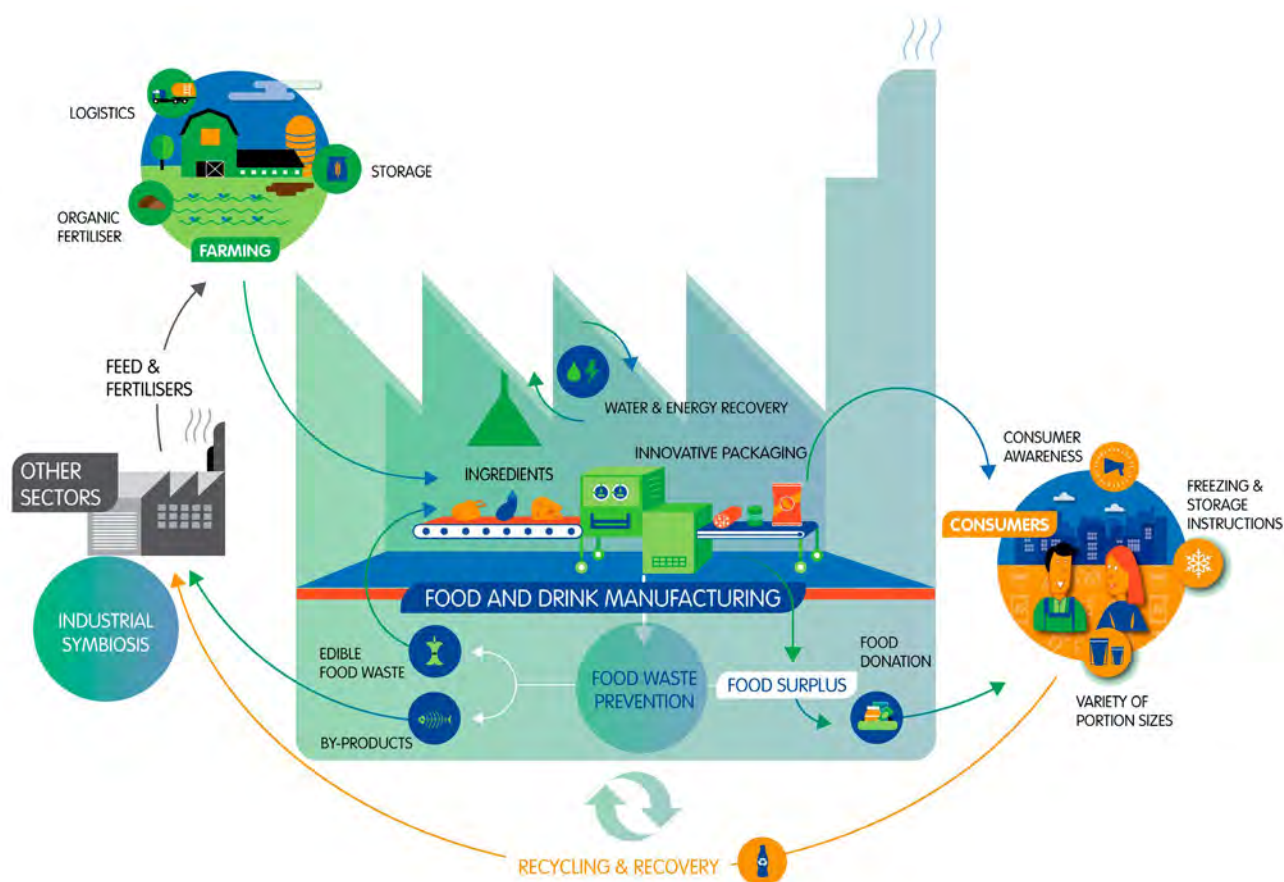 LOGISTICS
STORAGE
ORGANIC
FERTILISER
FARMING
FEED &
FERTILISERS
WATER & ENERGY RECOVERY
INNOVATIVE PACKAGING
INGREDIENTS
CONSUMER
AWARENESS
FREEZING &
STORAGE
INSTRUCTIONS
OTHER
SECTORS
CONSUMERS
FOOD AND DRINK MANUFACTURING
INDUSTRIAL
SYMBIOSIS
EDIBLE
FOOD WASTE
FOOD WASTE
PREVENTION
FOOD SURPLUS
FOOD
DONATION
VARIETY OF
PORTION SIZES
BY-PRODUCTS
RECYCLING & RECOVERY